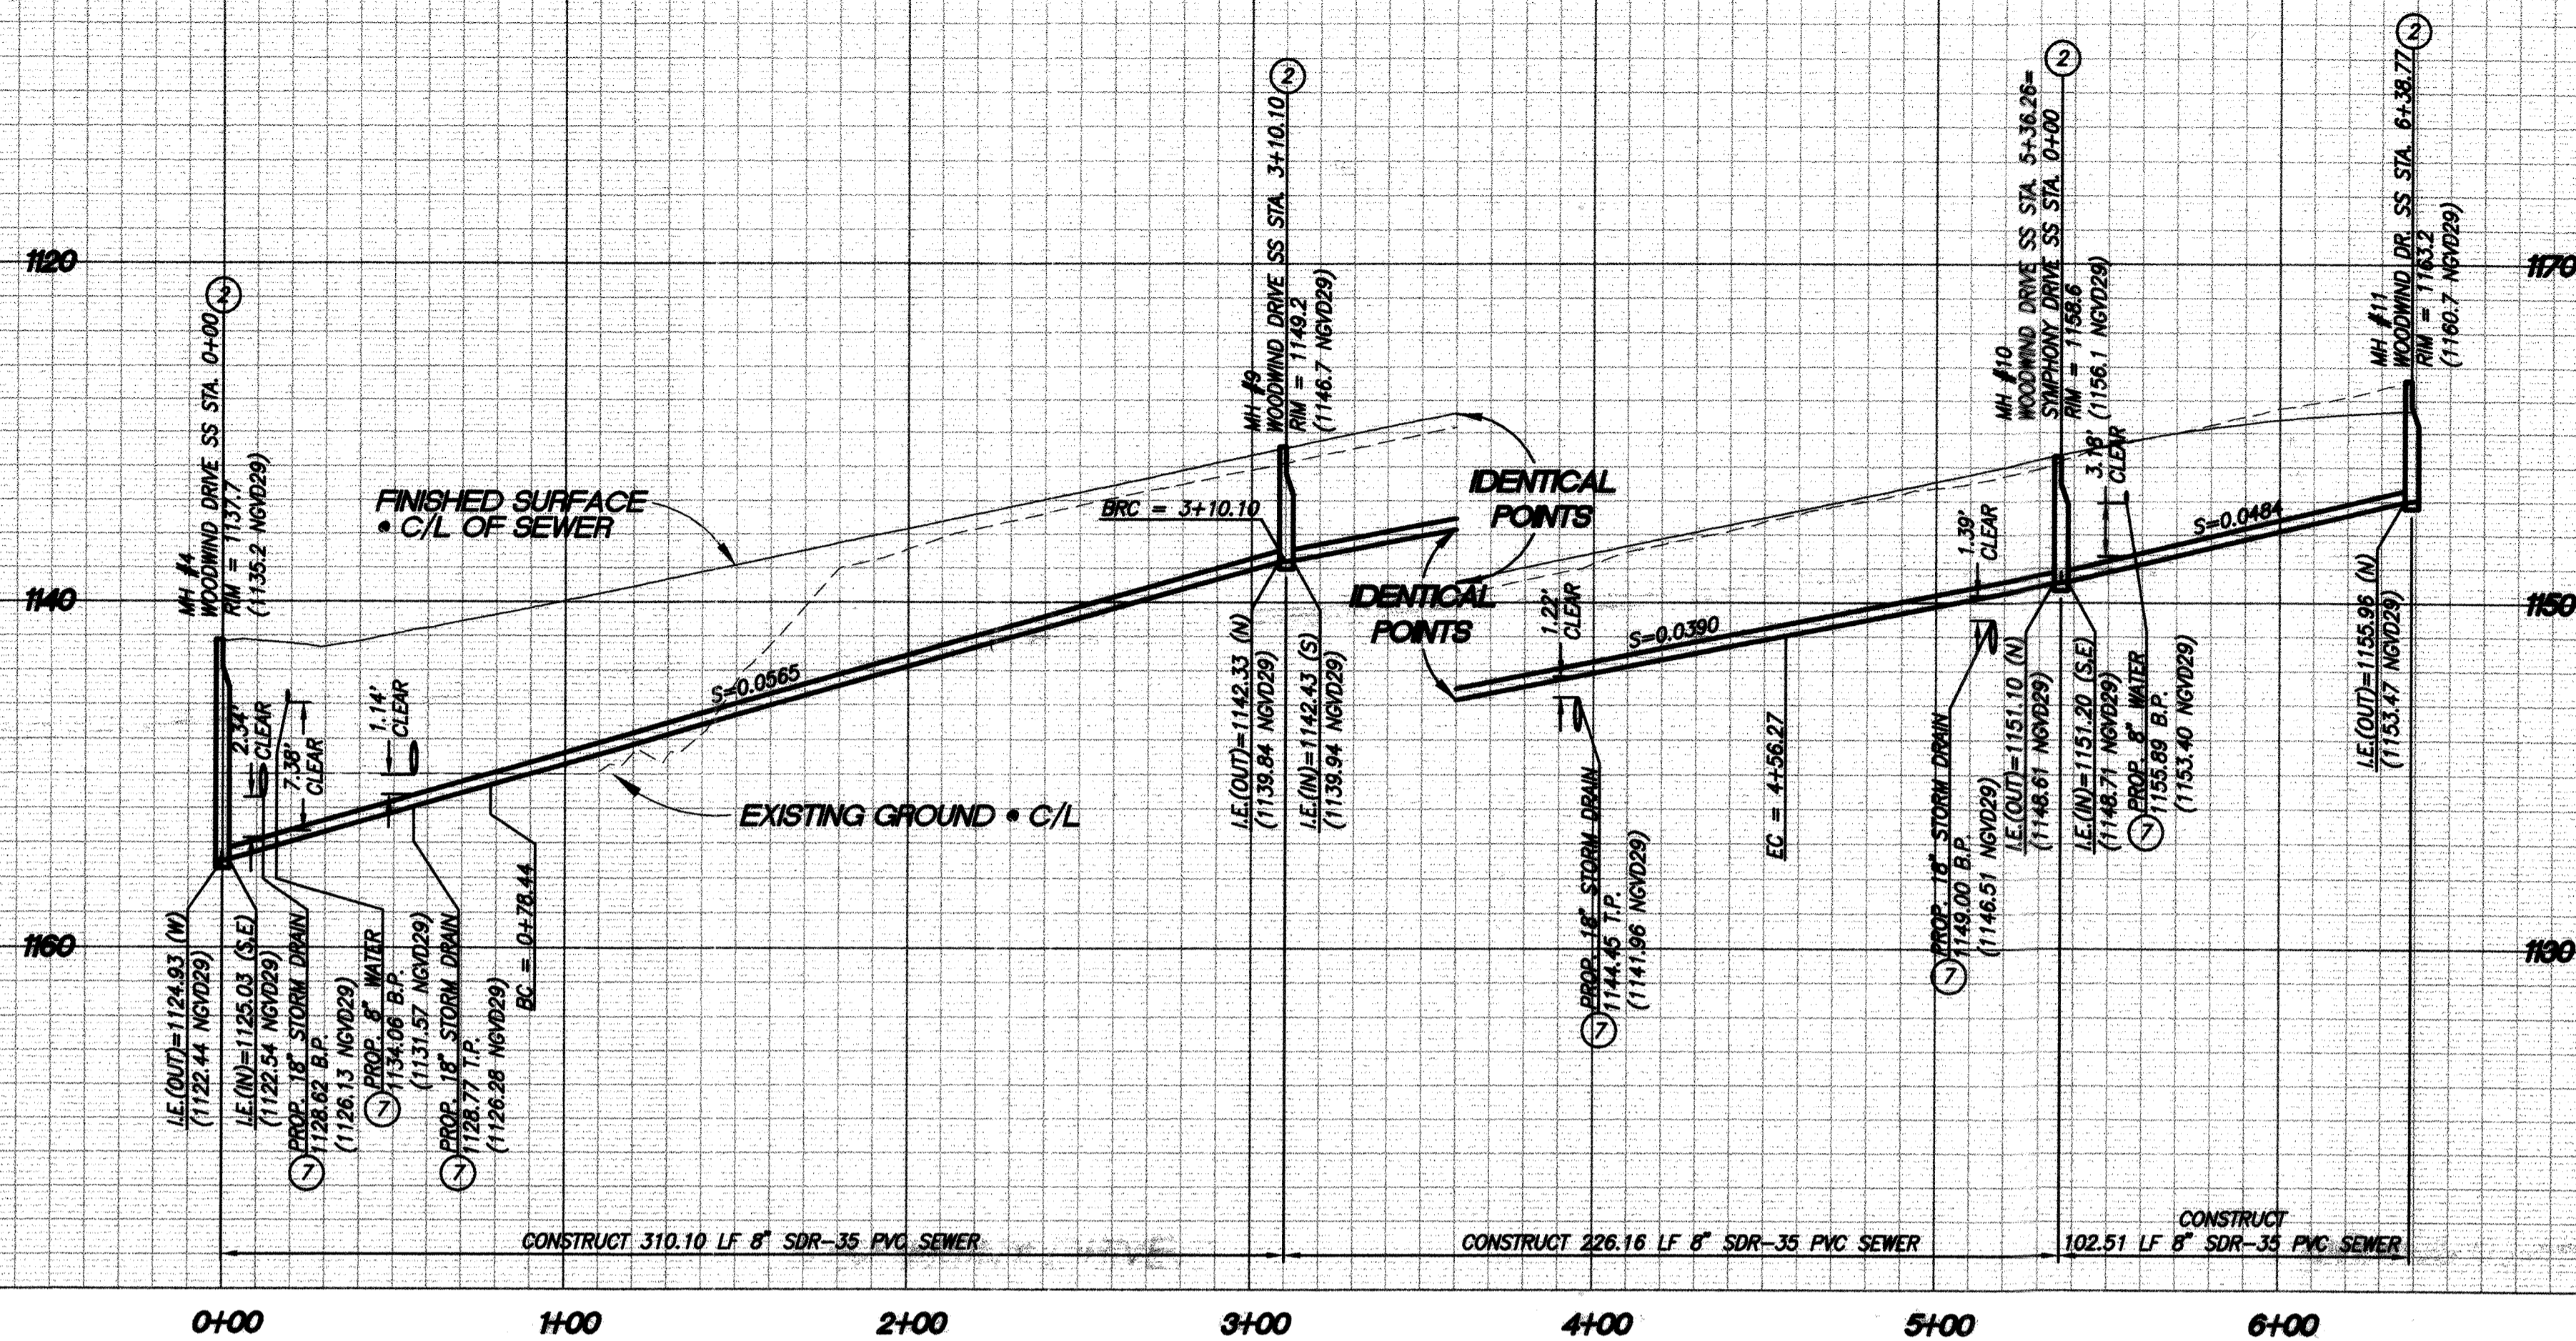 1120
1140
1160
1170
1150
1130
2
MH #4
WOODWIND DRIVE SS STA. 0+00
RIM = 1137.7
(1135.2 NGVD29)
FINISHED SURFACE
• C/L OF SEWER
2.34'
CLEAR
7.38'
CLEAR
1.14'
CLEAR
S=0.0565
EXISTING GROUND • C/L
I.E.(OUT)=1124.93 (W)
(1122.44 NGVD29)
I.E.(IN)=1125.03 (S.E)
(1122.54 NGVD29)
PROP. 18" STORM DRAIN
1128.62 B.P.
(1126.13 NGVD29)
7
PROP. 8" WATER
1134.06 B.P.
(1131.57 NGVD29)
7
PROP. 18" STORM DRAIN
1128.77 T.P.
(1126.28 NGVD29)
7
BC = 0+78.44
2
MH #9
WOODWIND DRIVE SS STA. 3+10.10
RIM = 1149.2
(1146.7 NGVD29)
BRC = 3+10.10
I.E.(OUT)=1142.33 (N)
(1139.84 NGVD29)
I.E.(IN)=1142.43 (S)
(1139.94 NGVD29)
IDENTICAL
POINTS
IDENTICAL
POINTS
1.22'
CLEAR
S=0.0390
PROP. 18" STORM DRAIN
1144.45 T.P.
(1141.96 NGVD29)
7
EC = 4+56.27
1.39'
CLEAR
PROP. 18" STORM DRAIN
1149.00 B.P.
(1146.51 NGVD29)
7
2
MH #10
WOODWIND DRIVE SS STA. 5+36.26=
SYMPHONY DRIVE SS STA. 0+00
RIM = 1158.6
(1156.1 NGVD29)
3.18'
CLEAR
I.E.(OUT)=1151.10 (N)
(1148.61 NGVD29)
I.E.(IN)=1151.20 (S.E)
(1148.71 NGVD29)
PROP. 8" WATER
1155.89 B.P.
(1153.40 NGVD29)
7
S=0.0484
2
MH #11
WOODWIND DR. SS STA. 6+38.77
RIM = 1163.2
(1160.7 NGVD29)
I.E.(OUT)=1155.96 (N)
(1153.47 NGVD29)
CONSTRUCT 310.10 LF 8" SDR-35 PVC SEWER
CONSTRUCT 226.16 LF 8" SDR-35 PVC SEWER
CONSTRUCT
102.51 LF 8" SDR-35 PVC SEWER
0+00 1+00 2+00 3+00 4+00 5+00 6+00